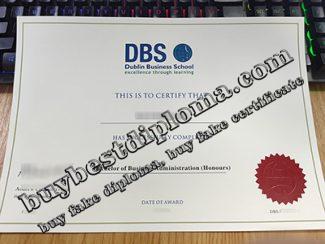 DBS
Dublin Business School
excellence through learning
THIS IS TO CERTIFY THAT
buybestdiploma.com
buy fake diploma, buy fake certificate
HAS
Bachelor of Business Administration (Honours)
DATE OF AWARD
DBS